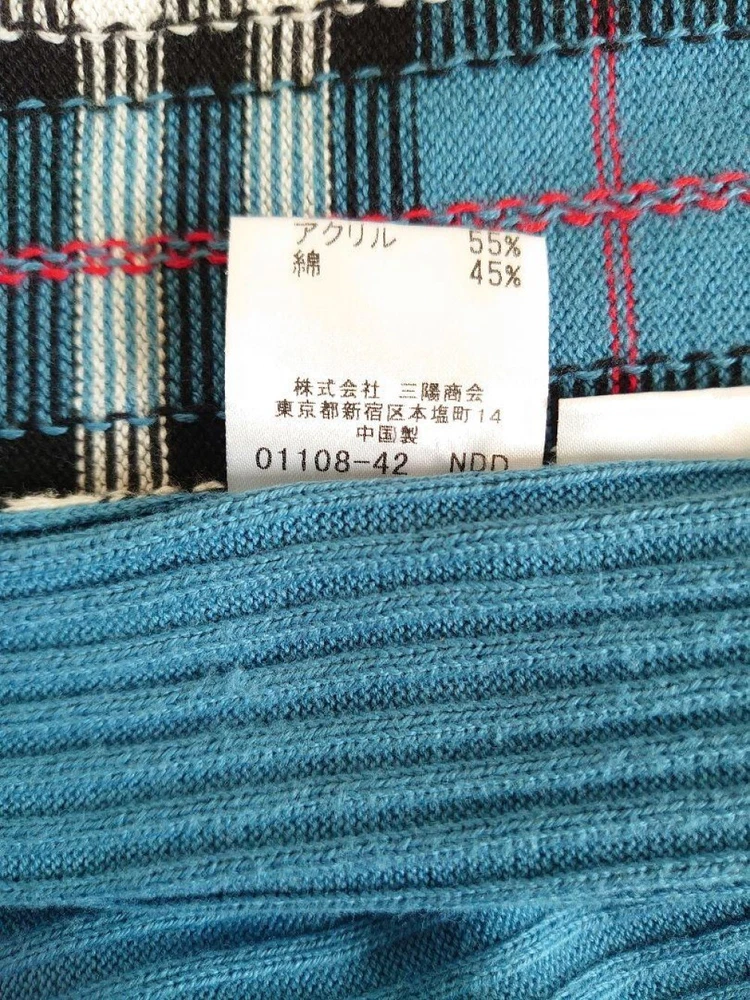 アクリル 55%
綿 45%
株式会社 三陽商会
東京都新宿区本塩町14
中国製
01108-42 NDD